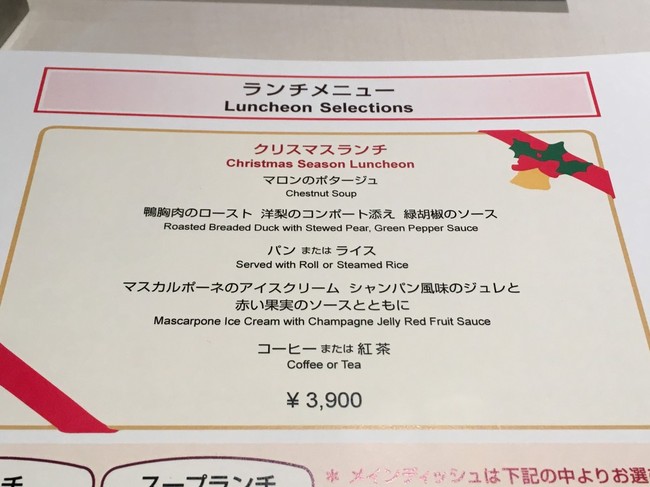 ランチメニュー
Luncheon Selections
クリスマスランチ
Christmas Season Luncheon
マロンのポタージュ
Chestnut Soup
鴨胸肉のロースト 洋梨のコンポート添え 緑胡椒のソース
Roasted Breaded Duck with Stewed Pear, Green Pepper Sauce
パン または ライス
Served with Roll or Steamed Rice
マスカルポーネのアイスクリーム シャンパン風味のジュレと
赤い果実のソースとともに
Mascarpone Ice Cream with Champagne Jelly Red Fruit Sauce
コーヒー または 紅茶
Coffee or Tea
¥ 3,900
スープランチ
* メインディッシュは下記の中よりお選